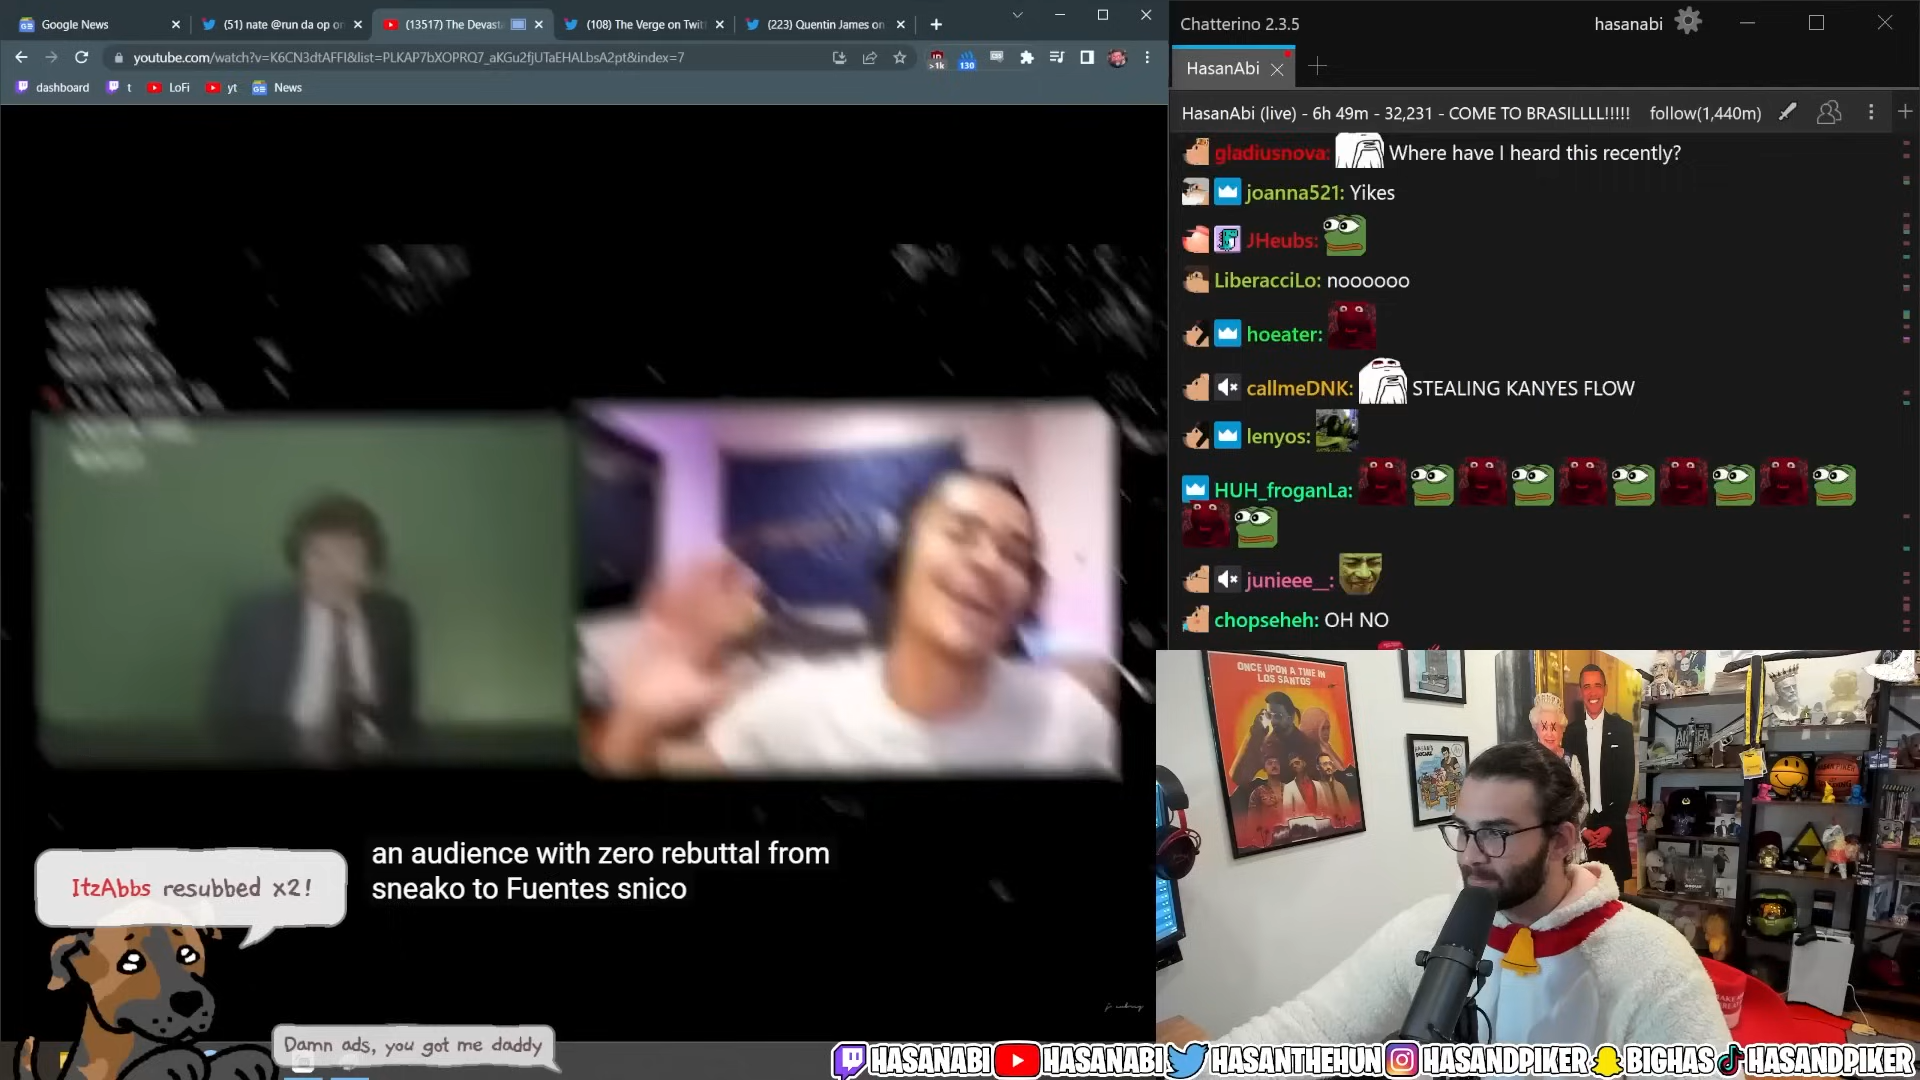 Google News
(51) nate @run da op on
(13517) The Devasta
(108) The Verge on Twitt
(223) Quentin James on
youtube.com/watch?v=K6CN3dtAFFI&list=PLKAP7bXOPRQ7_aKGu2fjUTaEHALbsA2pt&index=7
>1k
130
dashboard
t
LoFi
yt
News
Chatterino 2.3.5
hasanabi
HasanAbi
HasanAbi (live) - 6h 49m - 32,231 - COME TO BRASILLLL!!!!!
follow(1,440m)
gladiusnova: Where have I heard this recently?
joanna521: Yikes
JHeubs:
LiberacciLo: noooooo
hoeater:
callmeDNK: STEALING KANYES FLOW
lenyos:
HUH_froganLa:
junieee__:
chopseheh: OH NO
an audience with zero rebuttal from
sneako to Fuentes snico
ItzAbbs resubbed x2!
Damn ads, you got me daddy
ONCE UPON A TIME IN
LOS SANTOS
HASANABI
HASANABI
HASANTHEHUN
HASANDPIKER
BIGHAS
HASANDPIKER